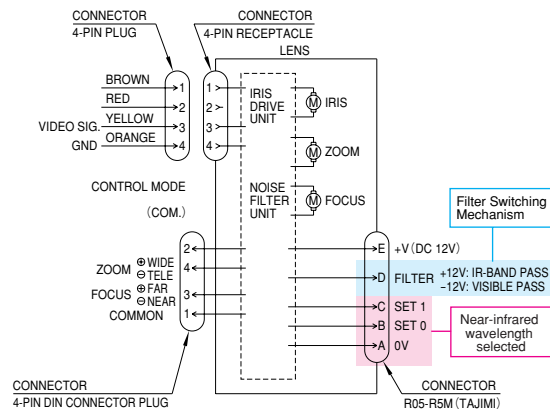 CONNECTOR
4-PIN PLUG
CONNECTOR
4-PIN RECEPTACLE
LENS
BROWN
RED
YELLOW
VIDEO SIG.
ORANGE
GND
1
2
3
4
1
2
3
4
IRIS
DRIVE
UNIT
M IRIS
M ZOOM
NOISE
FILTER
UNIT
M FOCUS
CONTROL MODE
(COM.)
ZOOM
⊕ WIDE
⊖ TELE
FOCUS
⊕ FAR
⊖ NEAR
COMMON
2
4
3
1
CONNECTOR
4-PIN DIN CONNECTOR PLUG
E +V (DC 12V)
D FILTER
+12V: IR-BAND PASS
−12V: VISIBLE PASS
C SET 1
B SET 0
A 0V
Filter Switching
Mechanism
Near-infrared
wavelength
selected
CONNECTOR
R05-R5M (TAJIMI)